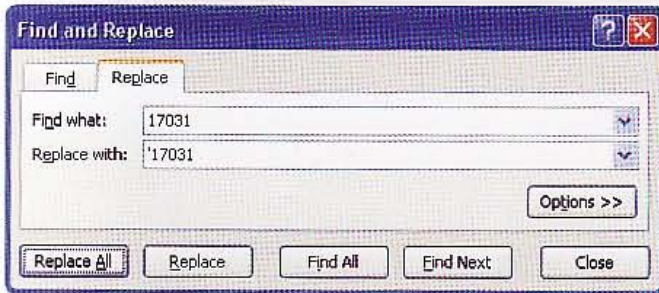 Find and Replace
Find Replace
Find what: 17031
Replace with: '17031
Options >>
Replace All Replace Find All Find Next Close